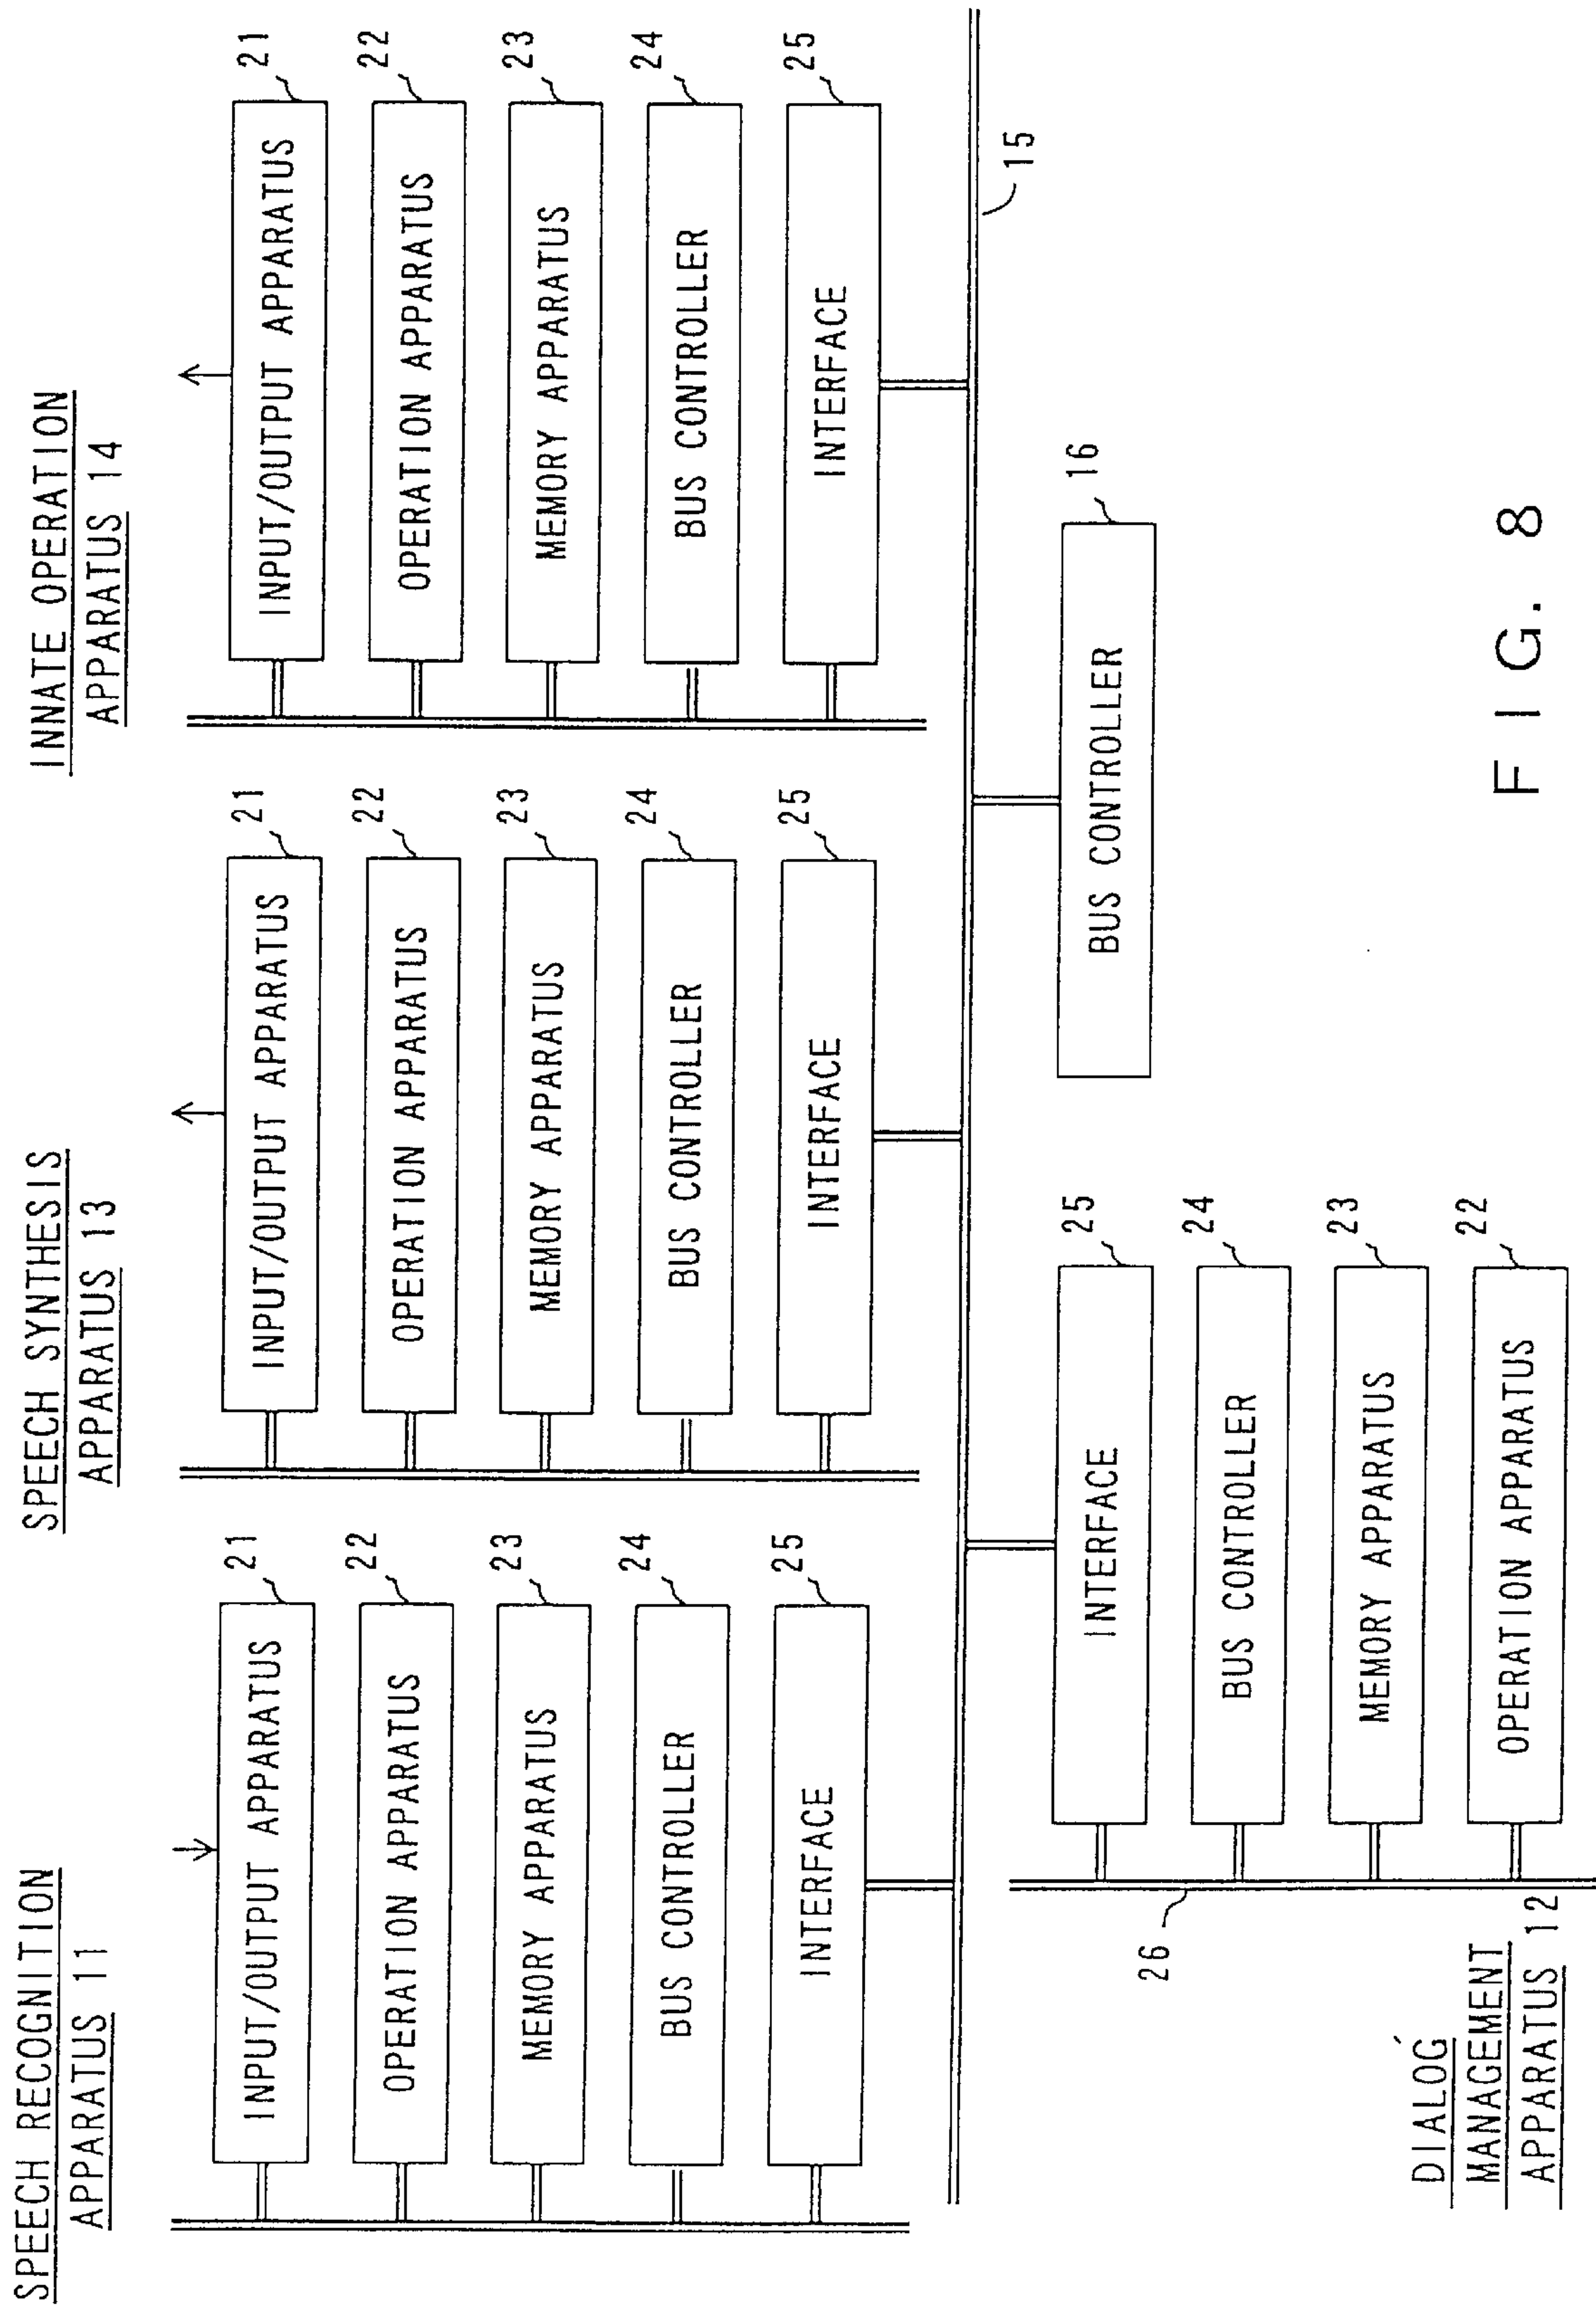 SPEECH RECOGNITION
APPARATUS 11
INPUT/OUTPUT APPARATUS
21
OPERATION APPARATUS
22
MEMORY APPARATUS
23
BUS CONTROLLER
24
INTERFACE
25
SPEECH SYNTHESIS
APPARATUS 13
INPUT/OUTPUT APPARATUS
21
OPERATION APPARATUS
22
MEMORY APPARATUS
23
BUS CONTROLLER
24
INTERFACE
25
INNATE OPERATION
APPARATUS 14
INPUT/OUTPUT APPARATUS
21
OPERATION APPARATUS
22
MEMORY APPARATUS
23
BUS CONTROLLER
24
INTERFACE
25
15
BUS CONTROLLER
16
26
INTERFACE
25
BUS CONTROLLER
24
MEMORY APPARATUS
23
OPERATION APPARATUS
22
DIALOG
MANAGEMENT
APPARATUS 12
FIG. 8